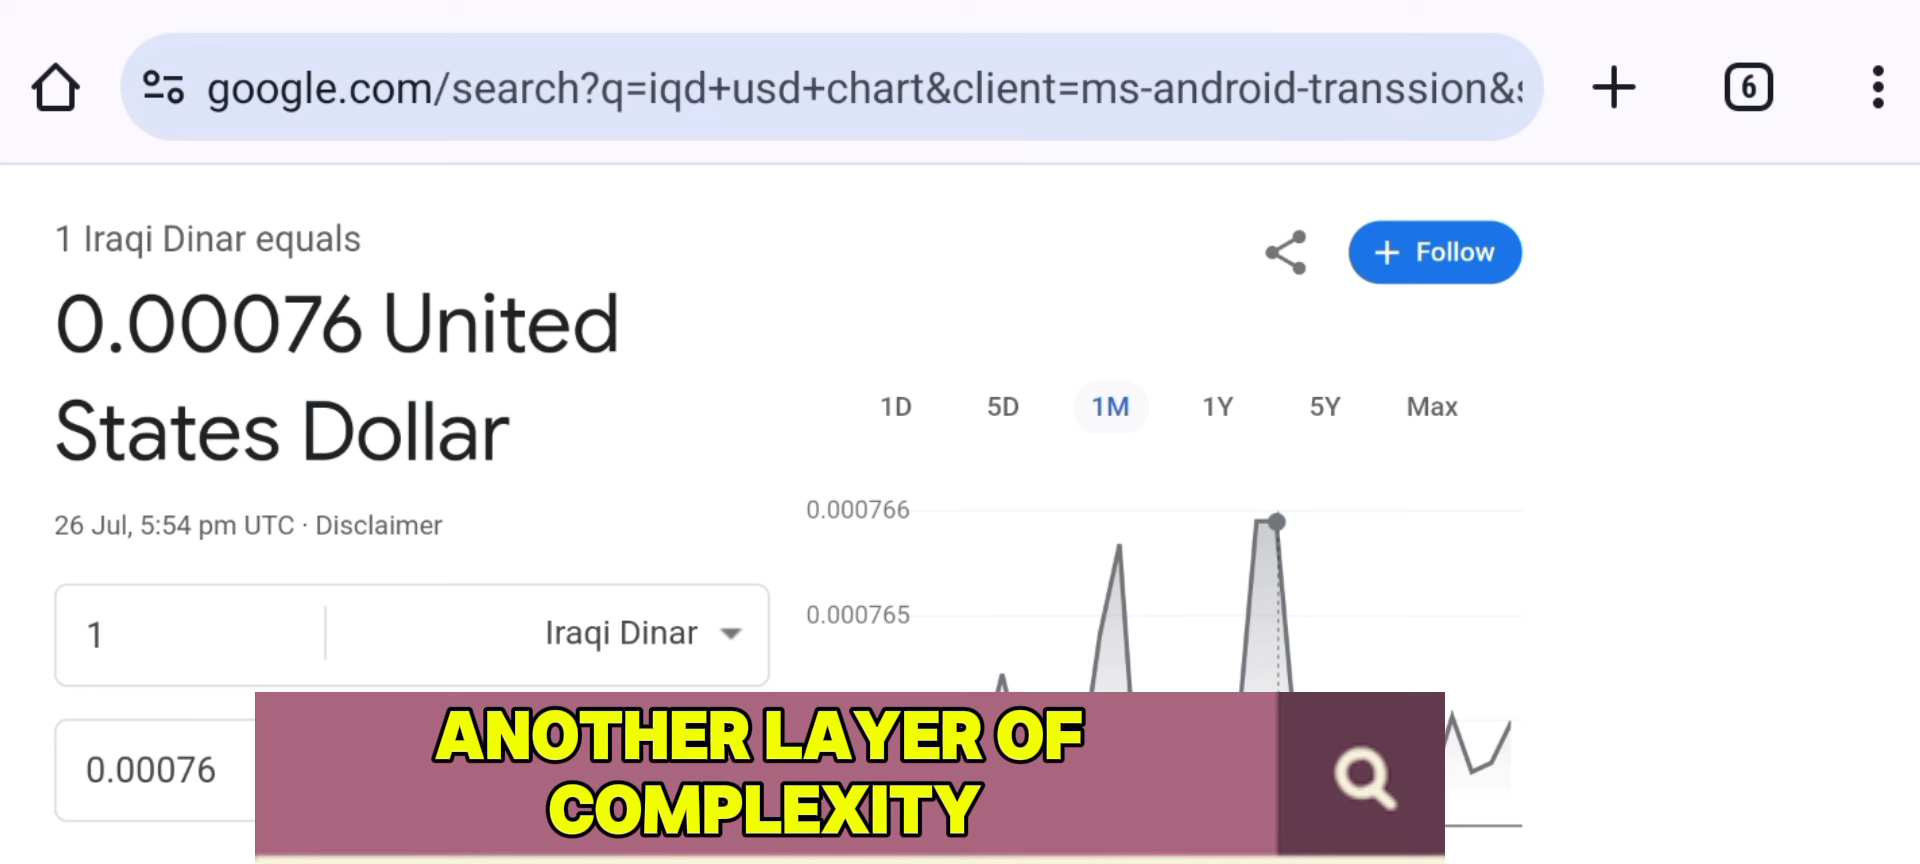 google.com/search?q=iqd+usd+chart&client=ms-android-transsion&
6
1 Iraqi Dinar equals
0.00076 United
States Dollar
26 Jul, 5:54 pm UTC · Disclaimer
1 Iraqi Dinar
0.00076
Follow
1D 5D 1M 1Y 5Y Max
0.000766
0.000765
ANOTHER LAYER OF
COMPLEXITY